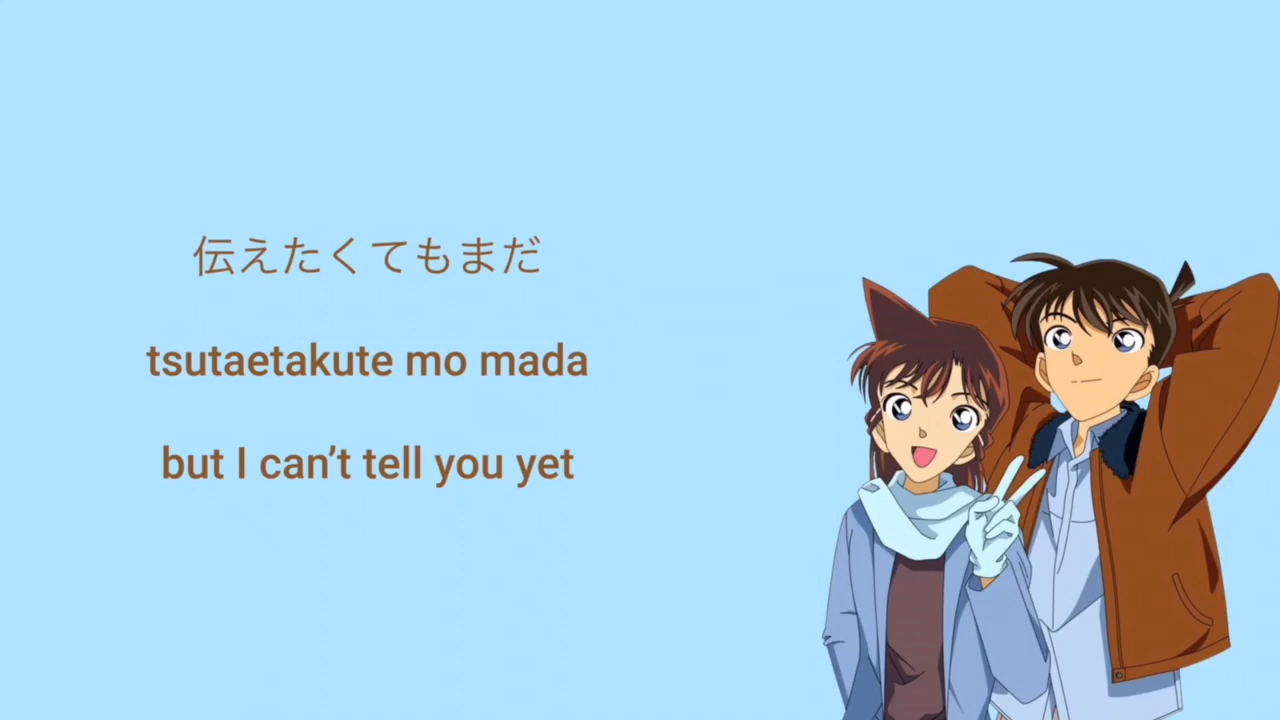 伝えたくてもまだ
tsutaetakute mo mada
but I can’t tell you yet